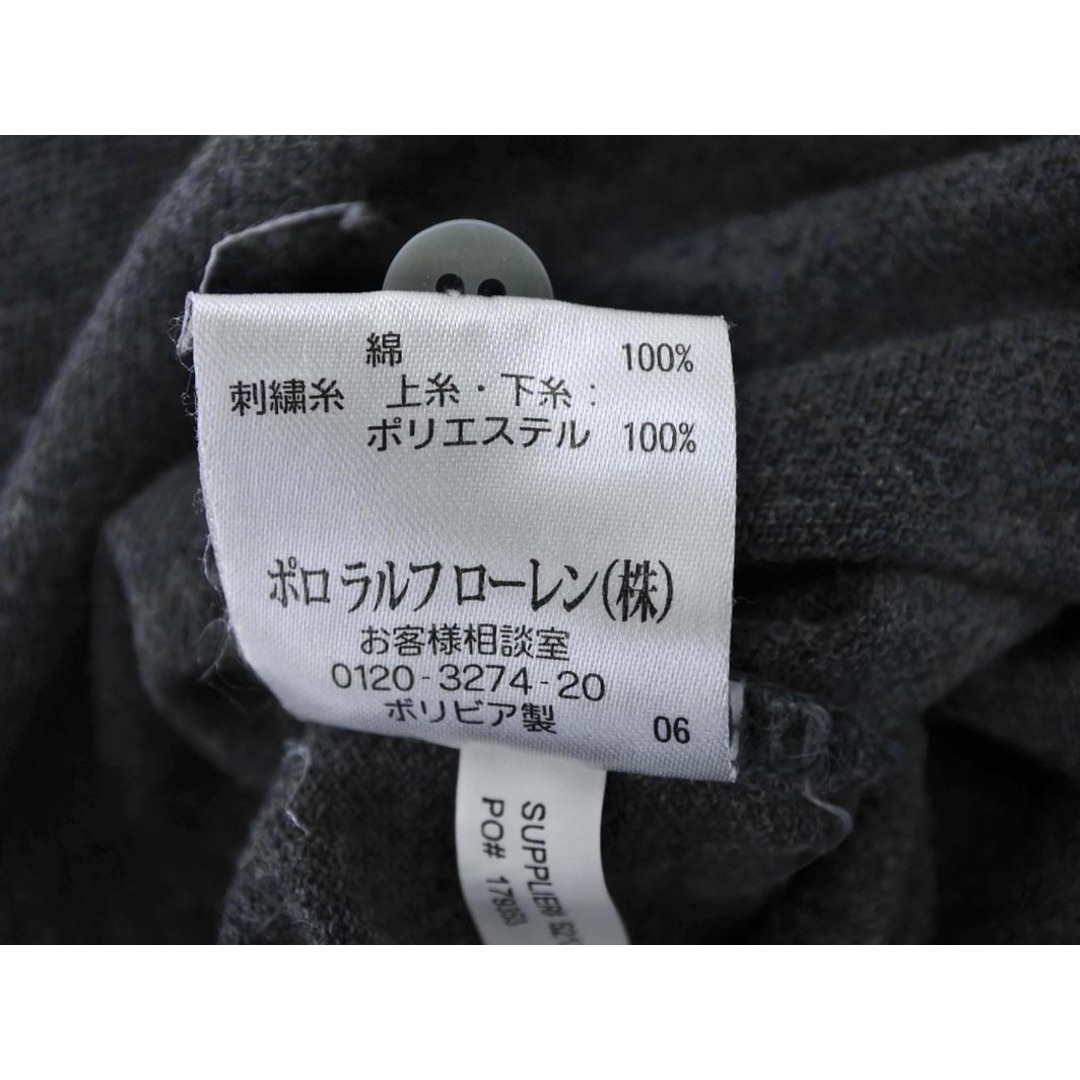 綿 100%
刺繍糸 上糸・下糸:
ポリエステル 100%
ポロ ラルフ ローレン(株)
お客様相談室
0120-3274-20
ボリビア製 06
SUPPLIER#
PO#